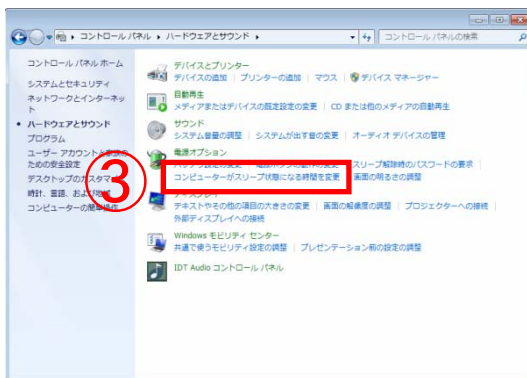 コントロール パネル ▸ ハードウェアとサウンド ▸
コントロール パネルの検索
コントロール パネル ホーム
システムとセキュリティ
ネットワークとインターネッ
ト
ハードウェアとサウンド
プログラム
ユーザー アカウントと
ための安全設定
デスクトップのカスタマ
時計、言語、および
コンピューターの簡単操作
③
デバイスとプリンター
デバイスの追加 | プリンターの追加 | マウス | デバイス マネージャー
自動再生
メディアまたはデバイスの既定設定の変更 | CD または他のメディアの自動再生
サウンド
システム音量の調整 | システムが出す音の変更 | オーディオ デバイスの管理
電源オプション
スリープ解除時のパスワードの要求
コンピューターがスリープ状態になる時間を変更 | 画面の明るさの調整
ディスプレイ
テキストやその他の項目の大きさの変更 | 画面の解像度の調整 | プロジェクターへの接続
外部ディスプレイへの接続
Windows モビリティ センター
共通で使うモビリティ設定の調整 | プレゼンテーション前の設定の調整
IDT Audio コントロール パネル